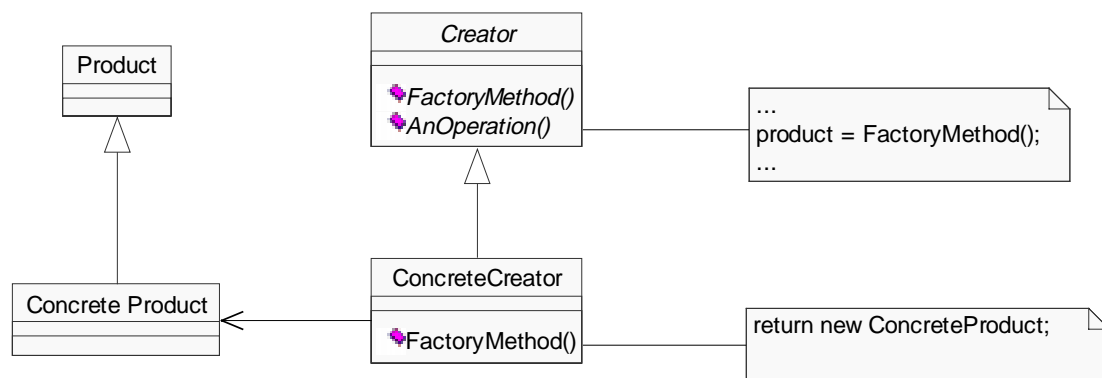 Product
Creator
FactoryMethod()
AnOperation()
...
product = FactoryMethod();
...
Concrete Product
ConcreteCreator
FactoryMethod()
return new ConcreteProduct;